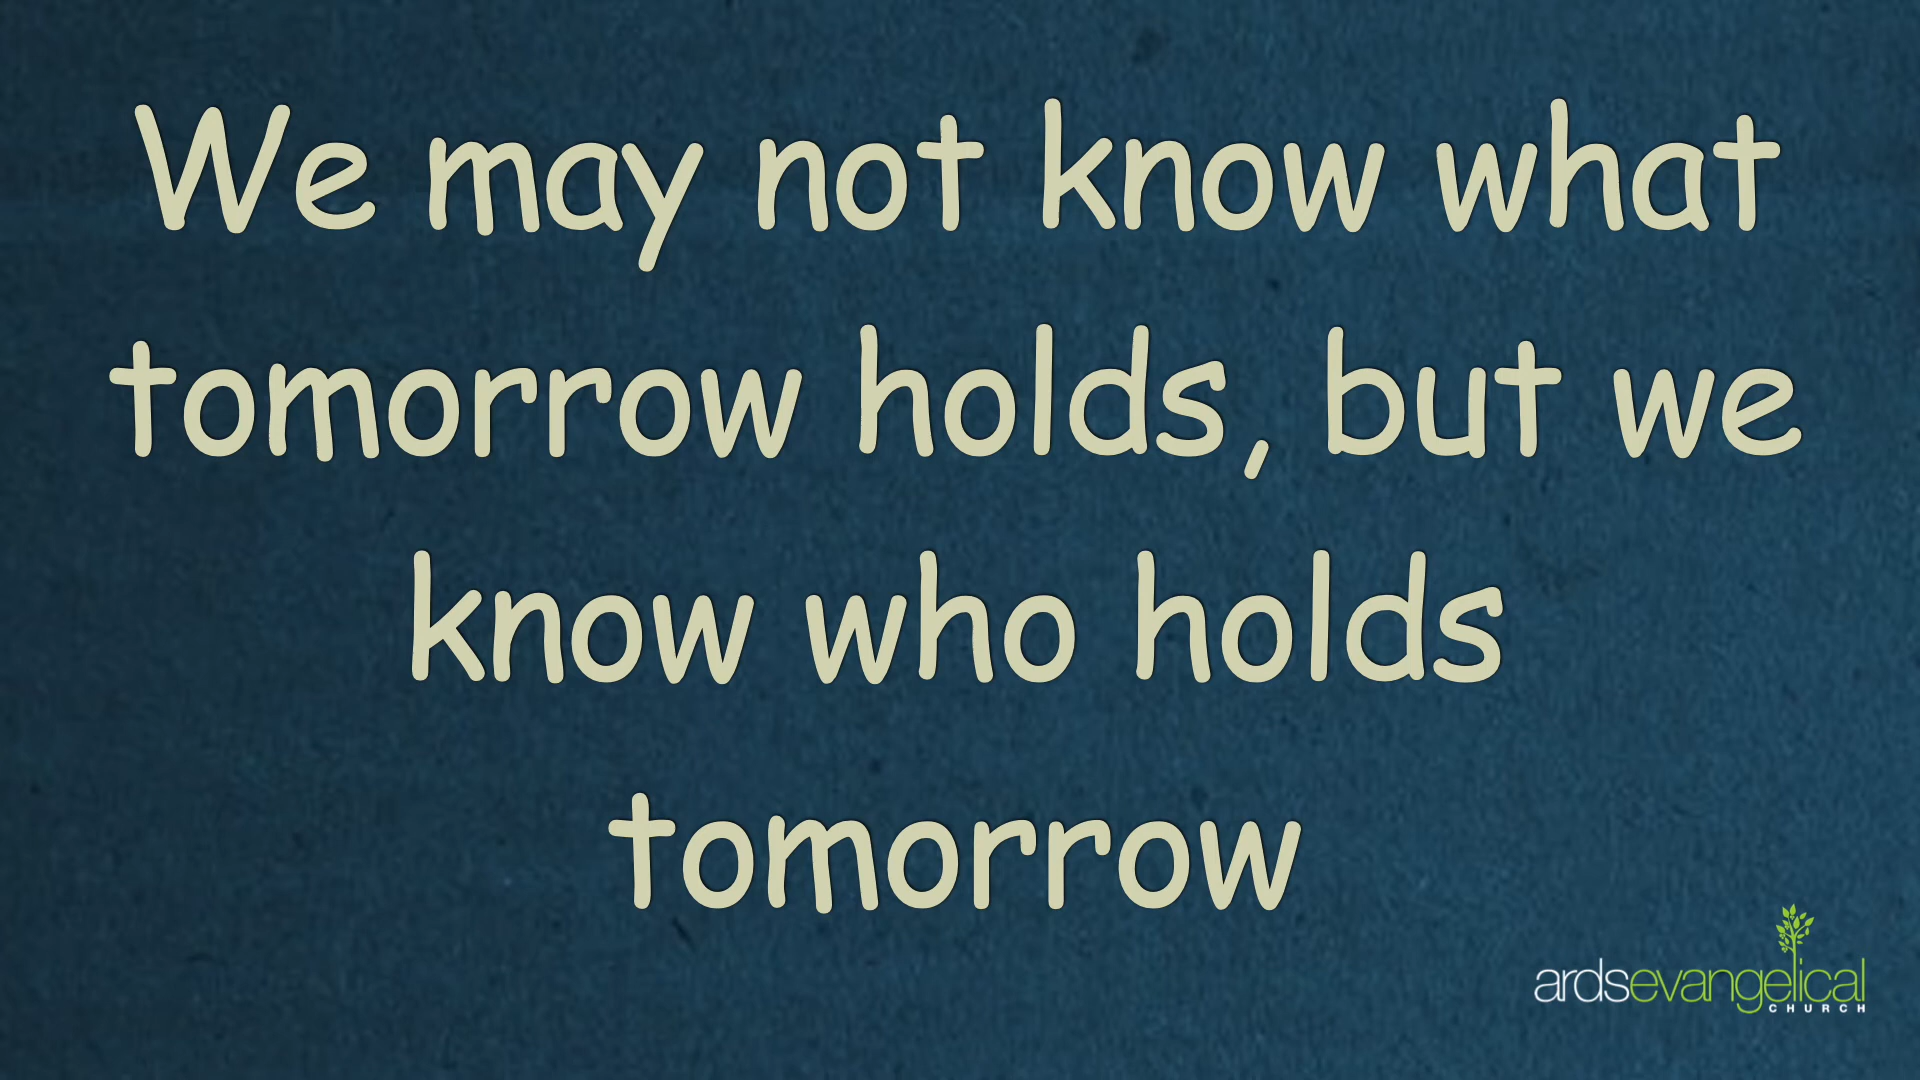 We may not know what
tomorrow holds, but we
know who holds
tomorrow
ardsevangelical
CHURCH